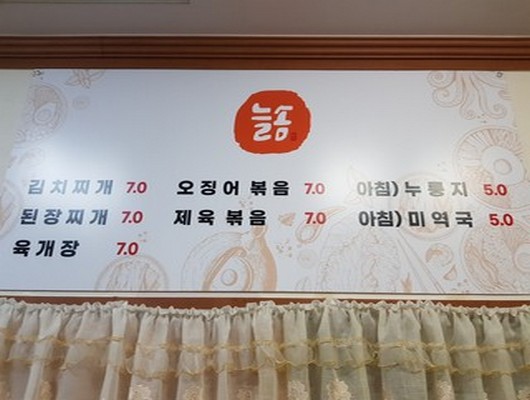 늘솜
김치찌개 7.0
된장찌개 7.0
육개장 7.0
오징어볶음 7.0
제육볶음 7.0
아침)누룽지 5.0
아침)미역국 5.0